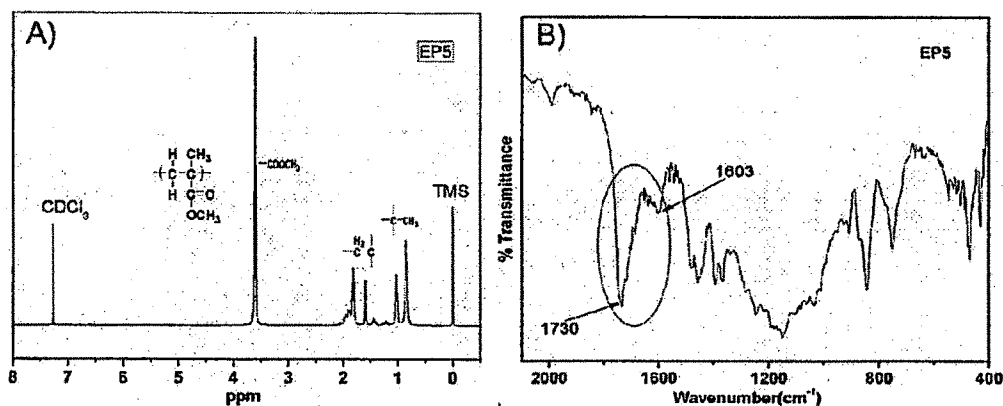 A)
EP5
H CH₃
-(C-C)-
H C=O
OCH₃
-COOCH₃
CDCl₃
TMS
H₂
-C-C-
-C-CH₃
8 7 6 5 4 3 2 1 0
ppm
B)
EP5
1603
1730
% Transmittance
2000 1600 1200 800 400
Wavenumber(cm⁻¹)